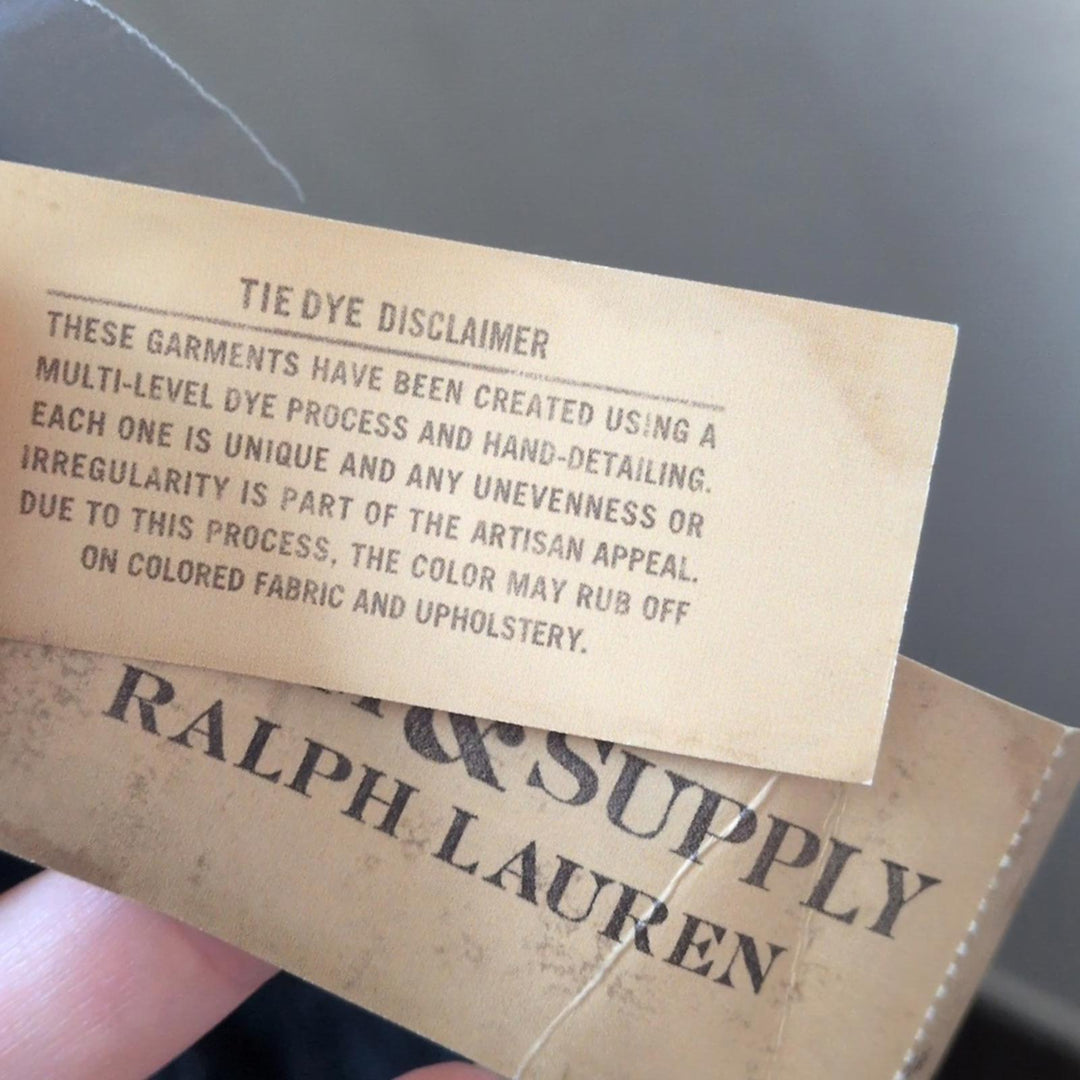 TIE DYE DISCLAIMER
THESE GARMENTS HAVE BEEN CREATED USING A
MULTI-LEVEL DYE PROCESS AND HAND-DETAILING.
EACH ONE IS UNIQUE AND ANY UNEVENNESS OR
IRREGULARITY IS PART OF THE ARTISAN APPEAL.
DUE TO THIS PROCESS, THE COLOR MAY RUB OFF
ON COLORED FABRIC AND UPHOLSTERY.
& SUPPLY
RALPH LAUREN